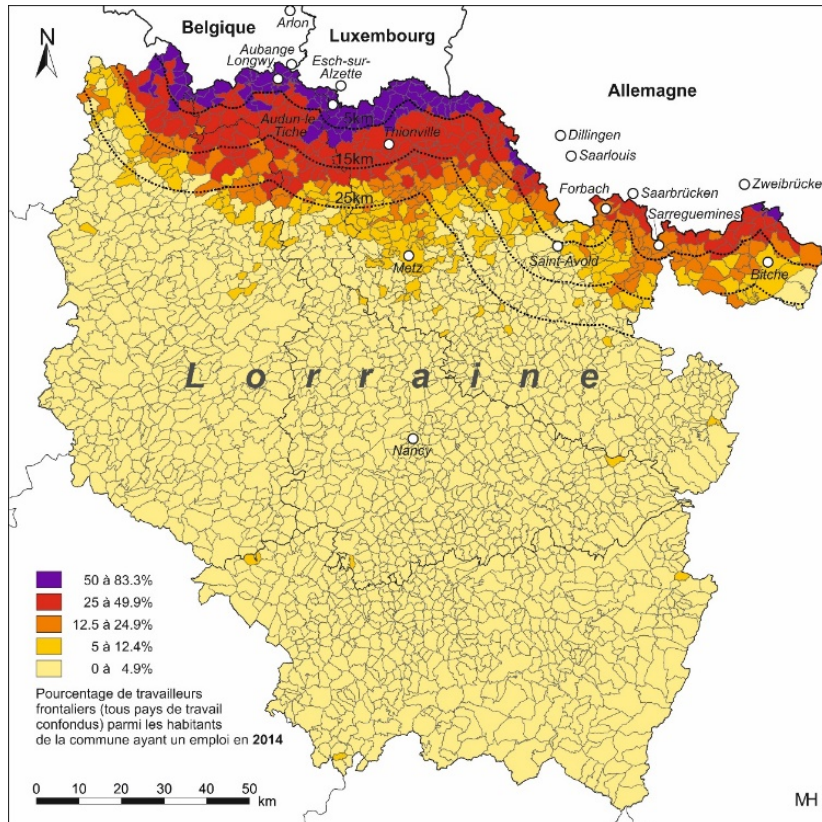 N
Belgique
Arlon
Luxembourg
Aubange
Longwy
Esch-sur-
Alzette
Allemagne
Audun-le
Tiche
5km
Thionville
15km
25km
Dillingen
Saarlouis
Forbach
Saarbrücken
Zweibrücke
Sarreguemines
Saint-Avold
Metz
Bitche
Lorraine
Nancy
50 à 83.3%
25 à 49.9%
12.5 à 24.9%
5 à 12.4%
0 à 4.9%
Pourcentage de travailleurs
frontaliers (tous pays de travail
confondus) parmi les habitants
de la commune ayant un emploi en 2014
0 10 20 30 40 50
km
MH